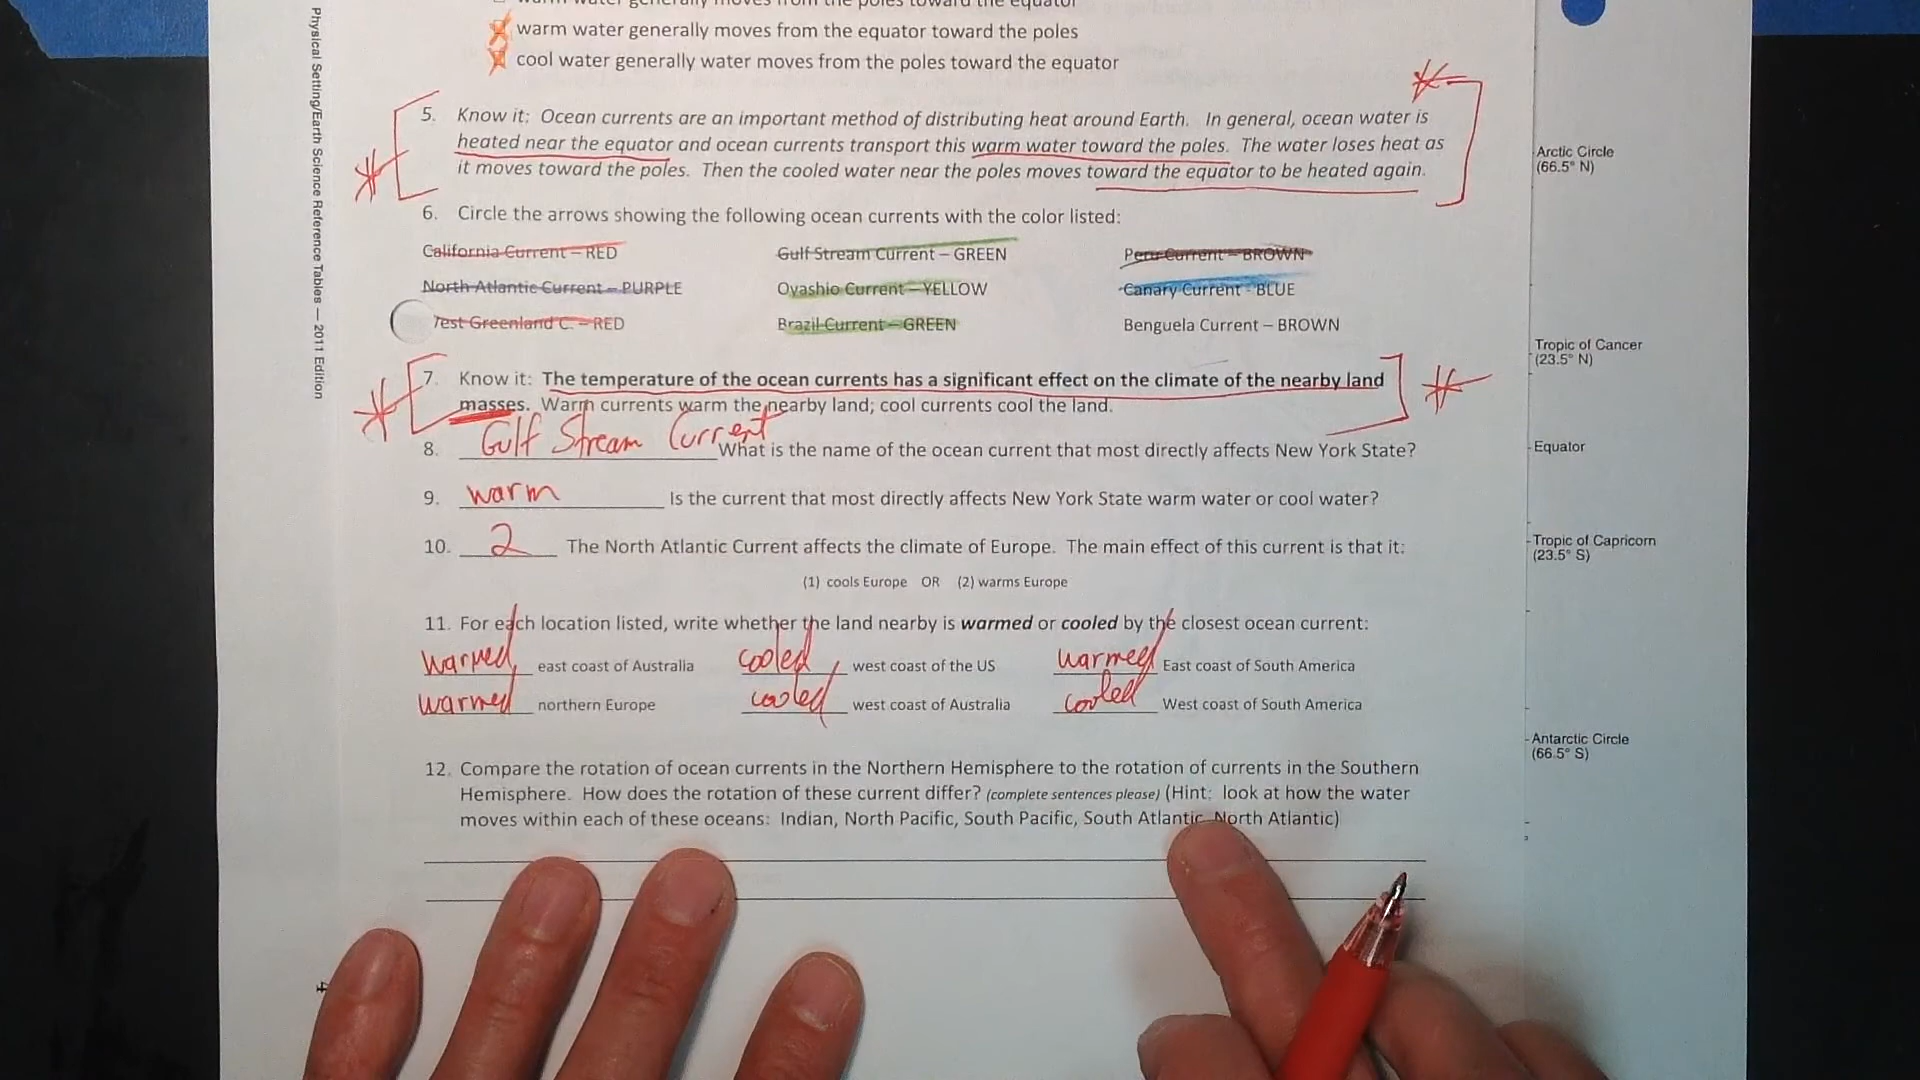 warm water generally moves from the poles toward the equator
warm water generally moves from the equator toward the poles
cool water generally water moves from the poles toward the equator
5. Know it: Ocean currents are an important method of distributing heat around Earth. In general, ocean water is
heated near the equator and ocean currents transport this warm water toward the poles. The water loses heat as
it moves toward the poles. Then the cooled water near the poles moves toward the equator to be heated again.
6. Circle the arrows showing the following ocean currents with the color listed:
California Current – RED Gulf Stream Current – GREEN Peru Current – BROWN
North Atlantic Current – PURPLE Oyashio Current – YELLOW Canary Current - BLUE
Test Greenland C. – RED Brazil Current – GREEN Benguela Current – BROWN
7. Know it: The temperature of the ocean currents has a significant effect on the climate of the nearby land
masses. Warm currents warm the nearby land; cool currents cool the land.
8. Gulf Stream Current What is the name of the ocean current that most directly affects New York State?
9. warm Is the current that most directly affects New York State warm water or cool water?
10. 2 The North Atlantic Current affects the climate of Europe. The main effect of this current is that it:
(1) cools Europe OR (2) warms Europe
11. For each location listed, write whether the land nearby is warmed or cooled by the closest ocean current:
warmed east coast of Australia cooled west coast of the US warmed East coast of South America
warmed northern Europe cooled west coast of Australia cooled West coast of South America
12. Compare the rotation of ocean currents in the Northern Hemisphere to the rotation of currents in the Southern
Hemisphere. How does the rotation of these current differ? (complete sentences please) (Hint: look at how the water
moves within each of these oceans: Indian, North Pacific, South Pacific, South Atlantic, North Atlantic)
Physical Setting/Earth Science Reference Tables — 2011 Edition
4
Arctic Circle
(66.5° N)
Tropic of Cancer
(23.5° N)
Equator
Tropic of Capricorn
(23.5° S)
Antarctic Circle
(66.5° S)